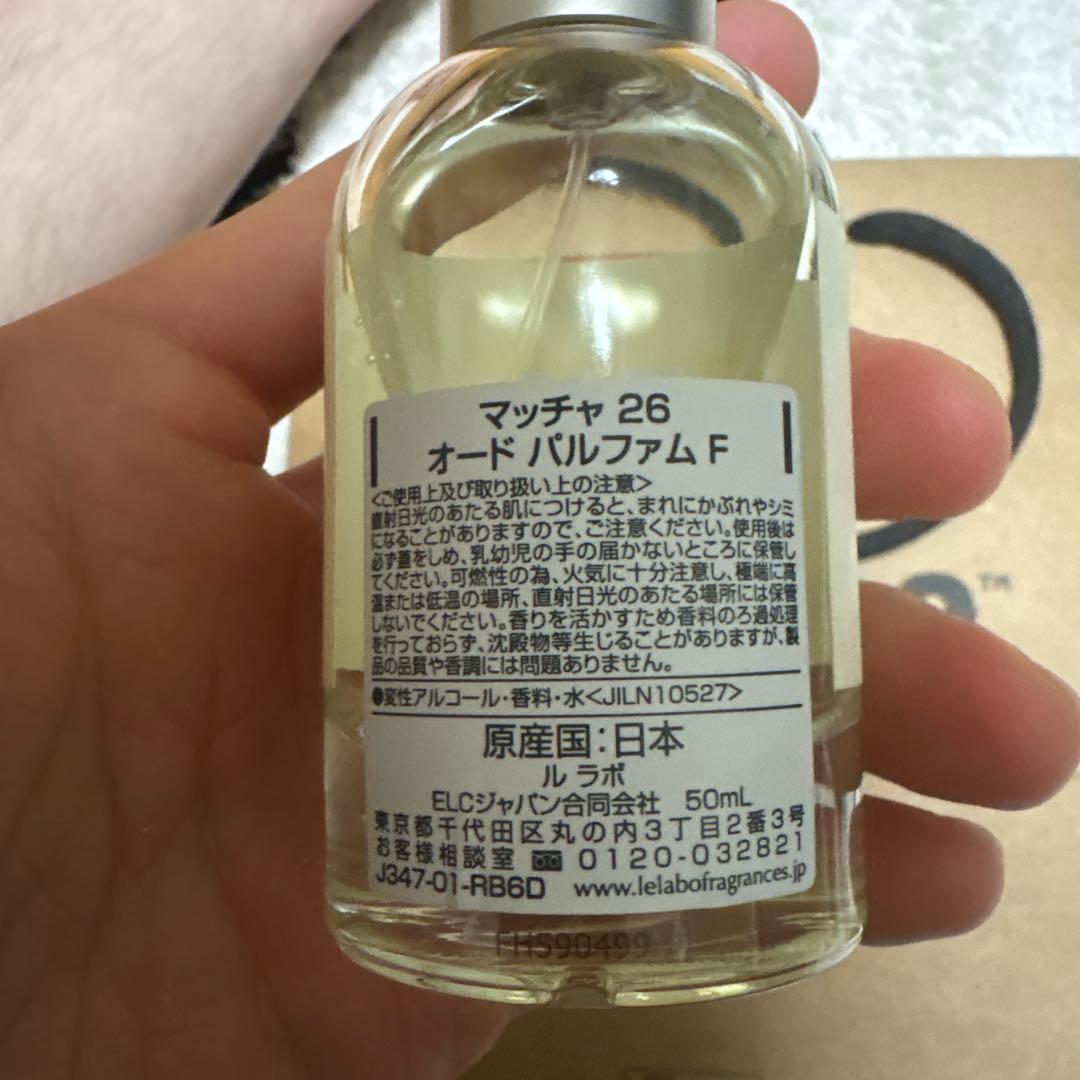 マッチャ 26
オード パルファム F
<ご使用上及び取り扱い上の注意>
直射日光のあたる肌につけると、まれにかぶれやシミ
になることがありますので、ご注意ください。使用後は
必ず蓋をしめ、乳幼児の手の届かないところに保管し
てください。可燃性の為、火気に十分注意し、極端に高
温または低温の場所、直射日光のあたる場所には保管
しないでください。香りを活かすため香料のろ過処理
を行っておらず、沈殿物等生じることがありますが、製
品の品質や香調には問題ありません。
●変性アルコール・香料・水<JILN10527>
原産国：日本
ル ラボ
ELCジャパン合同会社 50mL
東京都千代田区丸の内3丁目2番3号
お客様相談室 0120-032821
J347-01-RB6D www.lelabofragrances.jp
FHS90499
TM